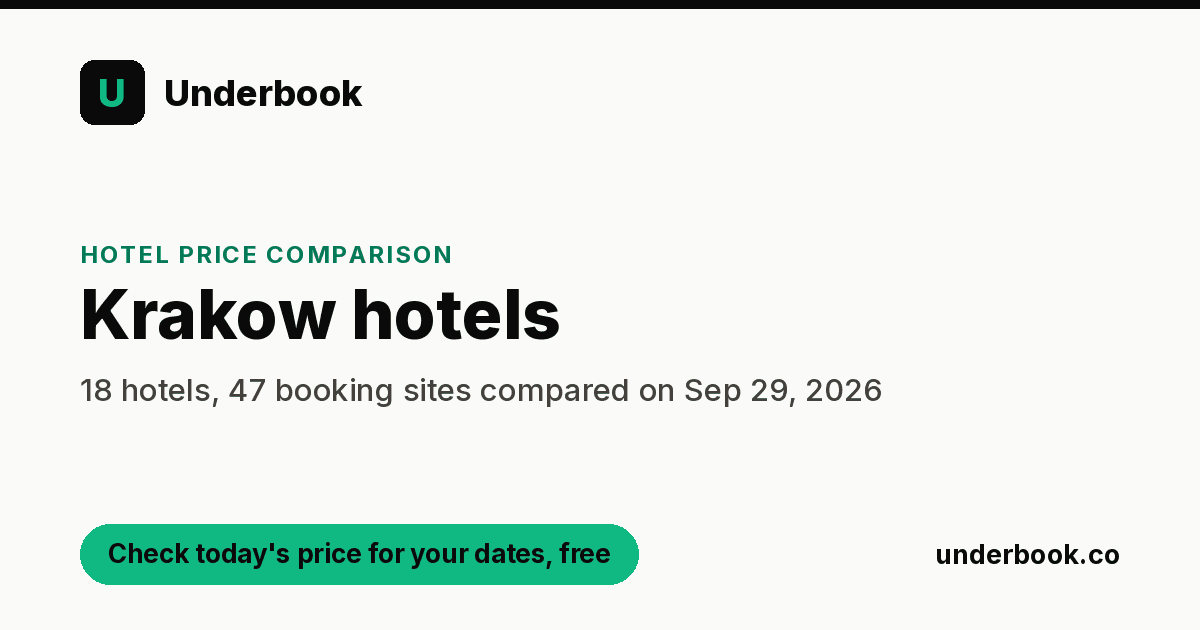 U Underbook
HOTEL PRICE COMPARISON
Krakow hotels
18 hotels, 47 booking sites compared on Sep 29, 2026
Check today's price for your dates, free
underbook.co